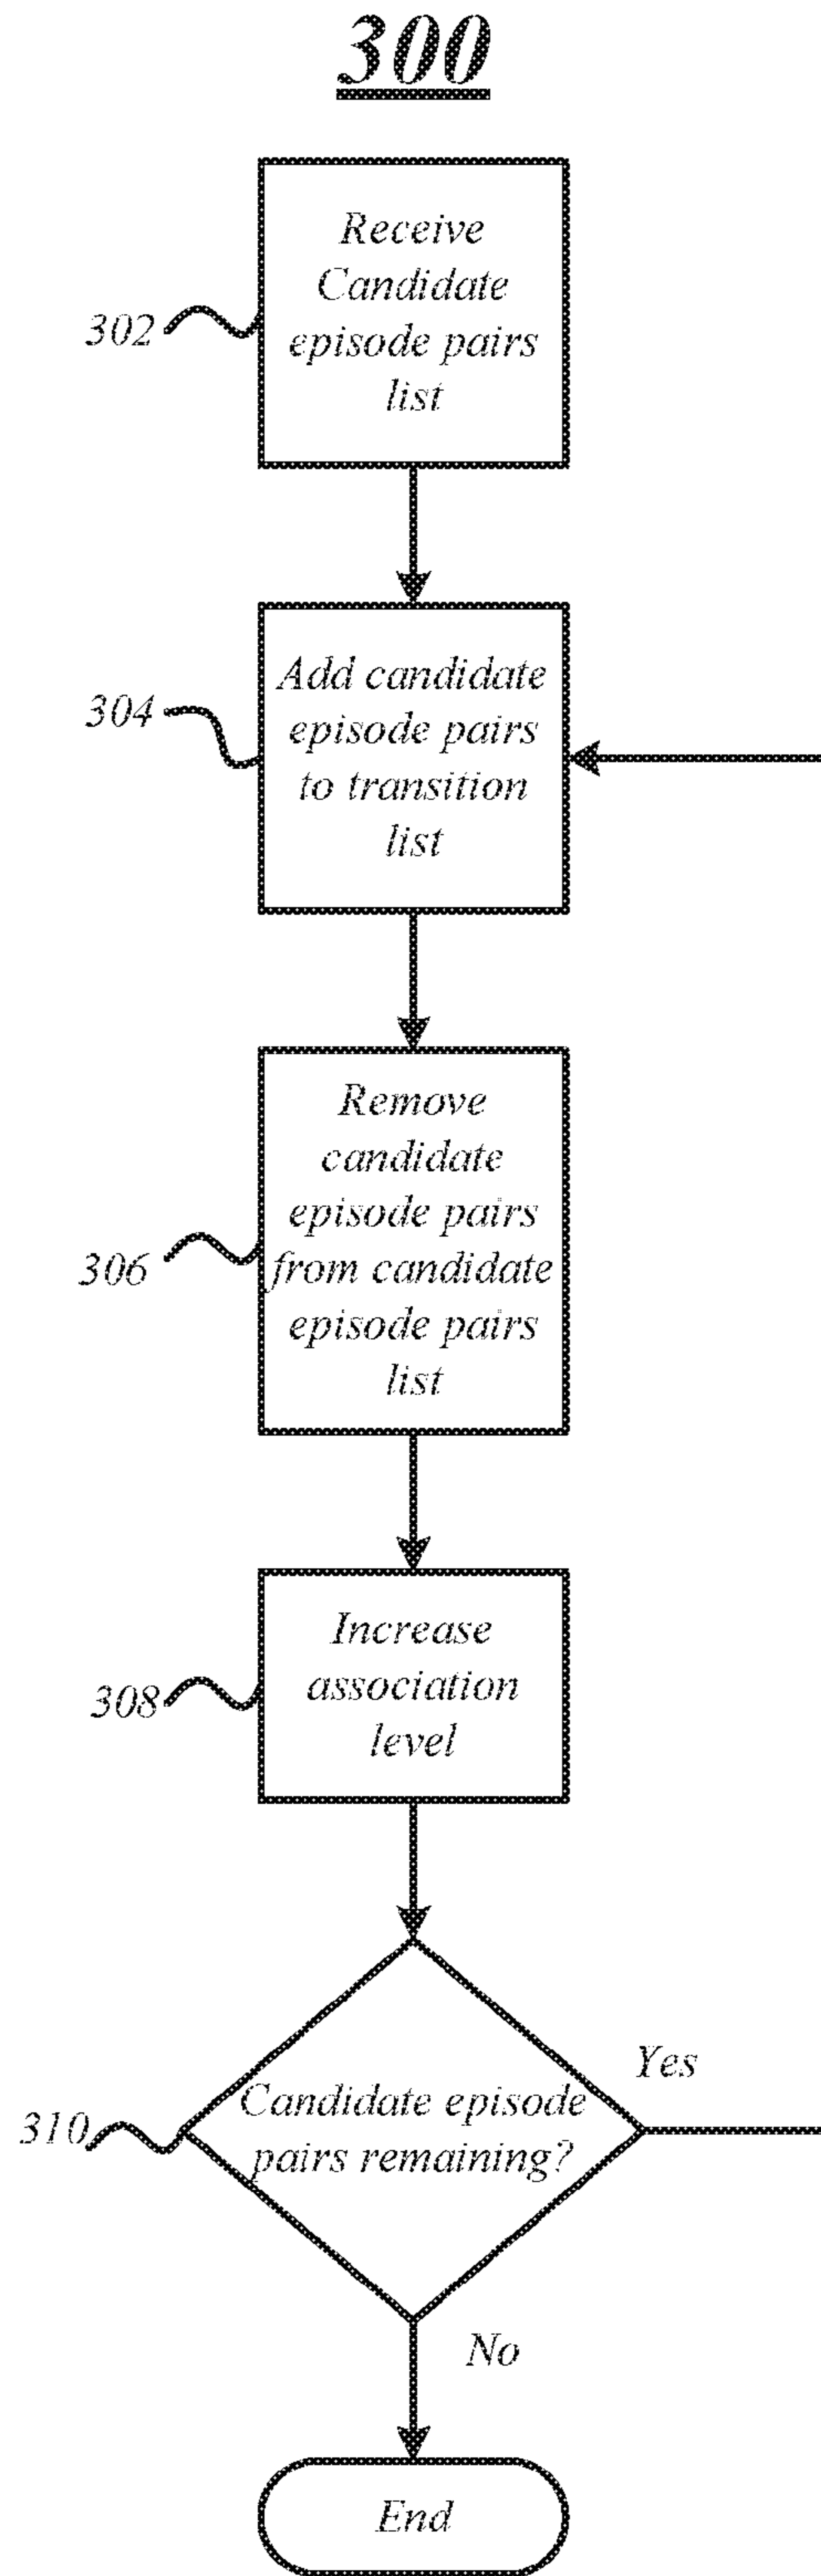 300
Receive
Candidate
episode pairs
list
302
Add candidate
episode pairs
to transition
list
304
Remove
candidate
episode pairs
from candidate
episode pairs
list
306
Increase
association
level
308
Yes
Candidate episode
pairs remaining?
310
No
End